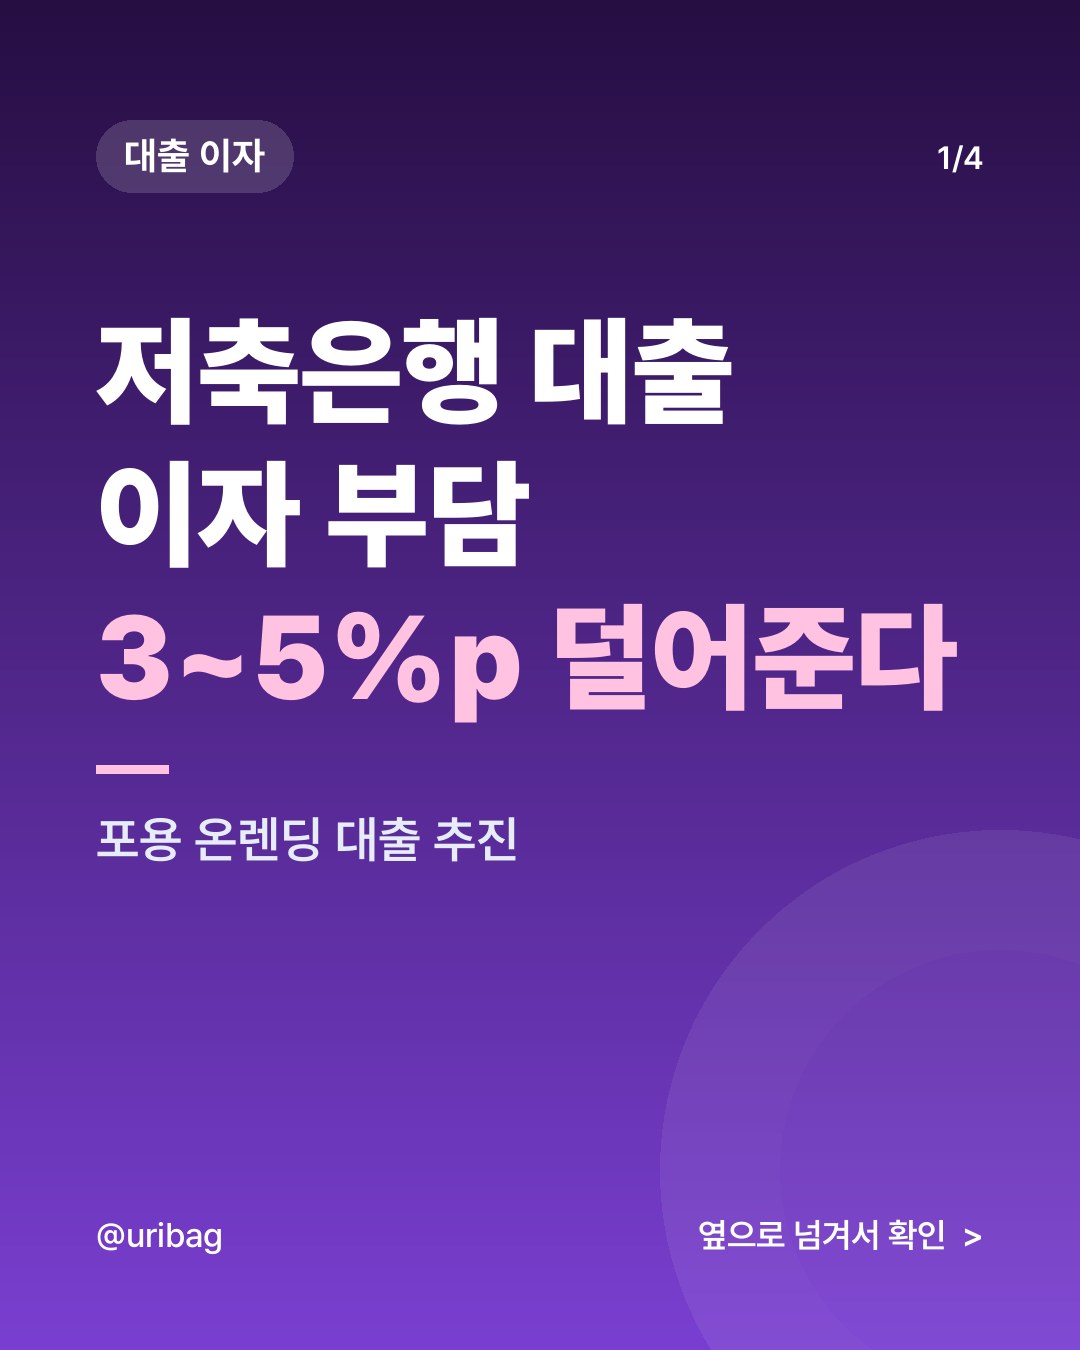 대출 이자
1/4
저축은행 대출
이자 부담
3~5%p 덜어준다
포용 온렌딩 대출 추진
@uribag
옆으로 넘겨서 확인 >